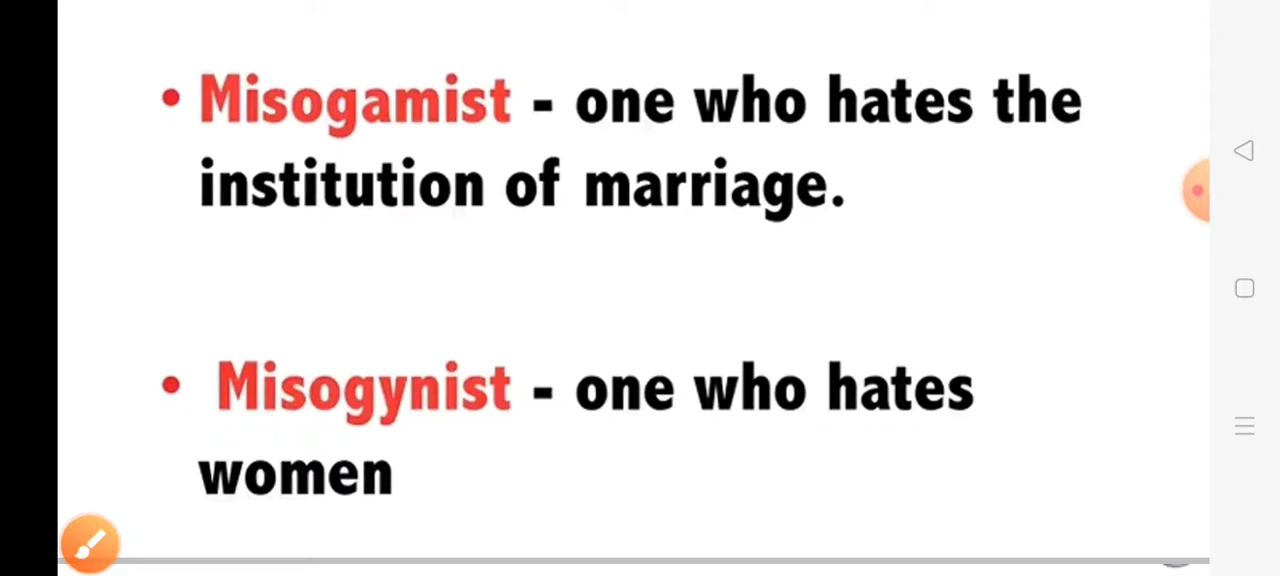 • Misogamist - one who hates the
institution of marriage.
• Misogynist - one who hates
women